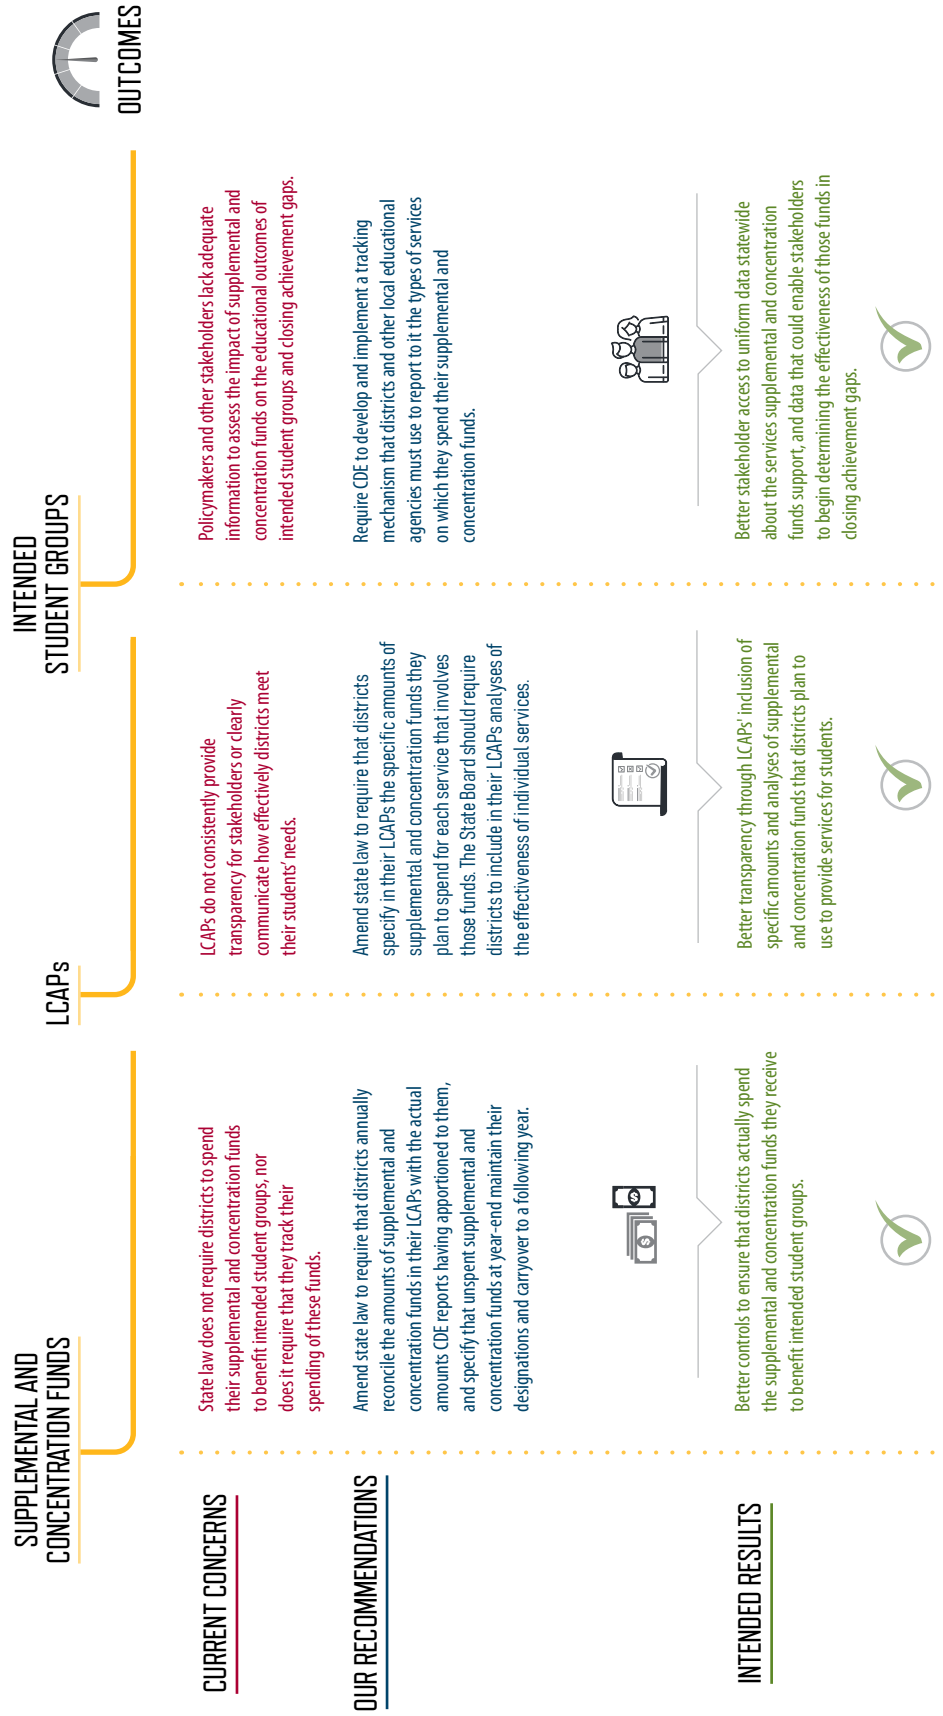 SUPPLEMENTAL AND
CONCENTRATION FUNDS
LCAPs
INTENDED
STUDENT GROUPS
OUTCOMES
CURRENT CONCERNS
State law does not require districts to spend
their supplemental and concentration funds
to benefit intended student groups, nor
does it require that they track their
spending of these funds.
LCAPs do not consistently provide
transparency for stakeholders or clearly
communicate how effectively districts meet
their students' needs.
Policymakers and other stakeholders lack adequate
information to assess the impact of supplemental and
concentration funds on the educational outcomes of
intended student groups and closing achievement gaps.
OUR RECOMMENDATIONS
Amend state law to require that districts annually
reconcile the amounts of supplemental and
concentration funds in their LCAPs with the actual
amounts CDE reports having apportioned to them,
and specify that unspent supplemental and
concentration funds at year-end maintain their
designations and carryover to a following year.
Amend state law to require that districts
specify in their LCAPs the specific amounts of
supplemental and concentration funds they
plan to spend for each service that involves
those funds. The State Board should require
districts to include in their LCAPs analyses of
the effectiveness of individual services.
Require CDE to develop and implement a tracking
mechanism that districts and other local educational
agencies must use to report to it the types of services
on which they spend their supplemental and
concentration funds.
INTENDED RESULTS
Better controls to ensure that districts actually spend
the supplemental and concentration funds they receive
to benefit intended student groups.
Better transparency through LCAPs' inclusion of
specific amounts and analyses of supplemental
and concentration funds that districts plan to
use to provide services for students.
Better stakeholder access to uniform data statewide
about the services supplemental and concentration
funds support, and data that could enable stakeholders
to begin determining the effectiveness of those funds in
closing achievement gaps.